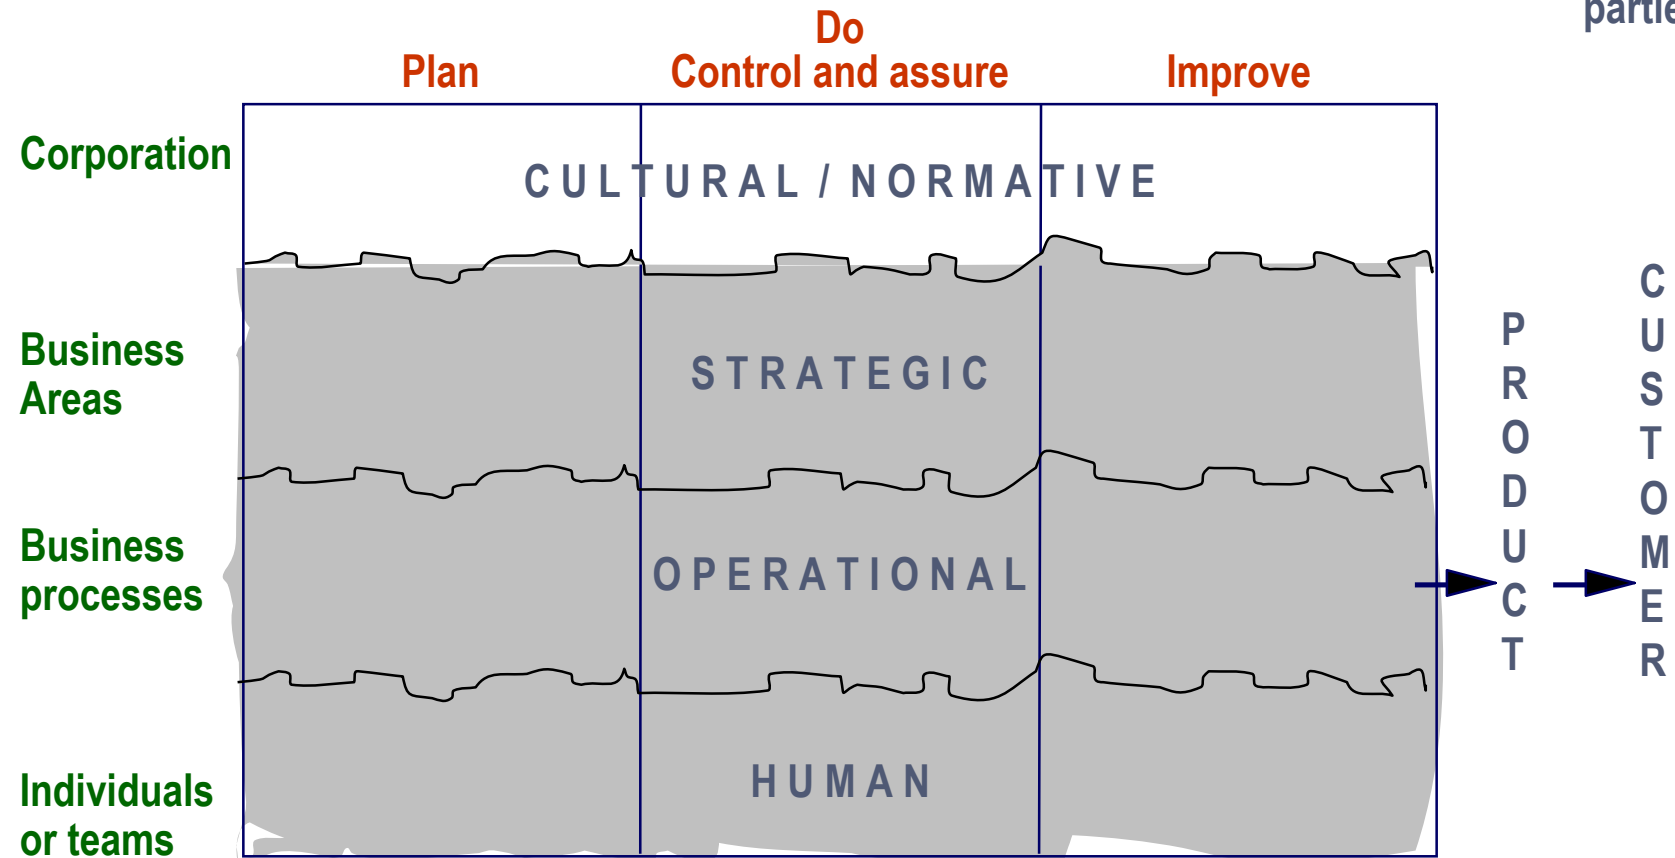 partie
Do
Plan
Control and assure
Improve
Corporation
CULTURAL / NORMATIVE
Business
Areas
STRATEGIC
Business
processes
OPERATIONAL
Individuals
or teams
HUMAN
PRODUCT
CUSTOMER